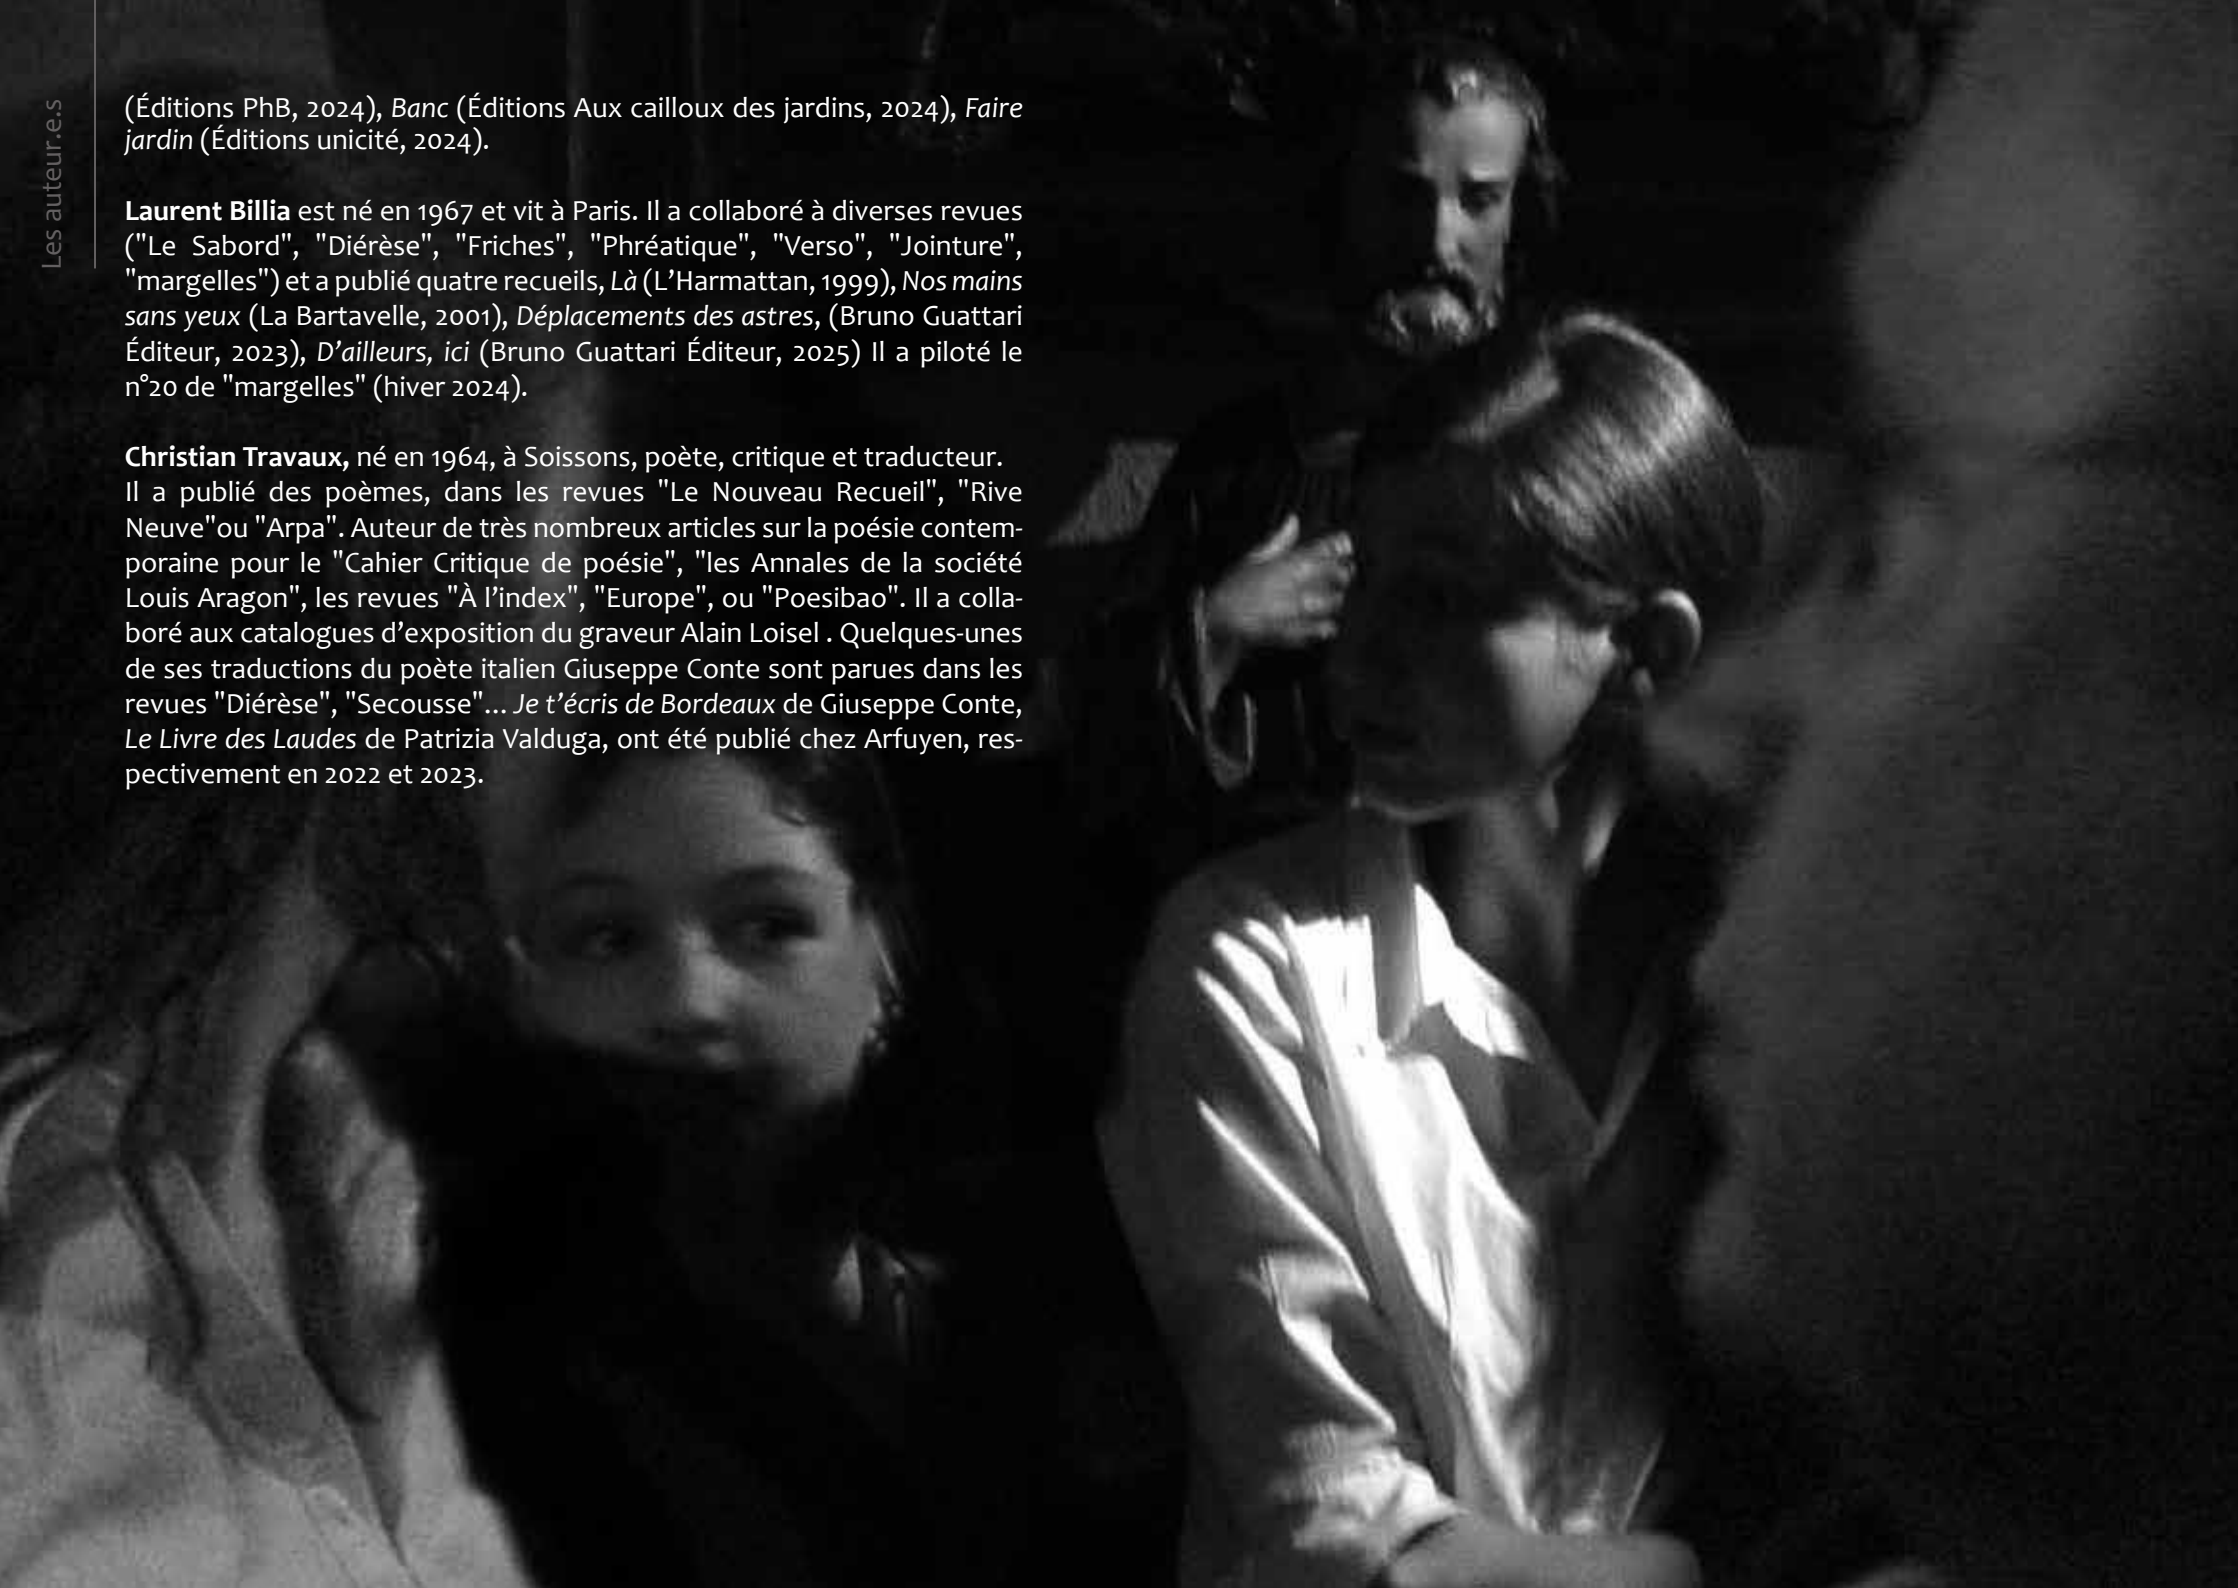 Les auteur.e.s
(Éditions PhB, 2024), Banc (Éditions Aux cailloux des jardins, 2024), Faire
jardin (Éditions unicité, 2024).
Laurent Billia est né en 1967 et vit à Paris. Il a collaboré à diverses revues
("Le Sabord", "Diérèse", "Friches", "Phréatique", "Verso", "Jointure",
"margelles") et a publié quatre recueils, Là (L’Harmattan, 1999), Nos mains
sans yeux (La Bartavelle, 2001), Déplacements des astres, (Bruno Guattari
Éditeur, 2023), D’ailleurs, ici (Bruno Guattari Éditeur, 2025) Il a piloté le
n°20 de "margelles" (hiver 2024).
Christian Travaux, né en 1964, à Soissons, poète, critique et traducteur.
Il a publié des poèmes, dans les revues "Le Nouveau Recueil", "Rive
Neuve"ou "Arpa". Auteur de très nombreux articles sur la poésie contem-
poraine pour le "Cahier Critique de poésie", "les Annales de la société
Louis Aragon", les revues "À l’index", "Europe", ou "Poesibao". Il a colla-
boré aux catalogues d’exposition du graveur Alain Loisel . Quelques-unes
de ses traductions du poète italien Giuseppe Conte sont parues dans les
revues "Diérèse", "Secousse"... Je t’écris de Bordeaux de Giuseppe Conte,
Le Livre des Laudes de Patrizia Valduga, ont été publié chez Arfuyen, res-
pectivement en 2022 et 2023.